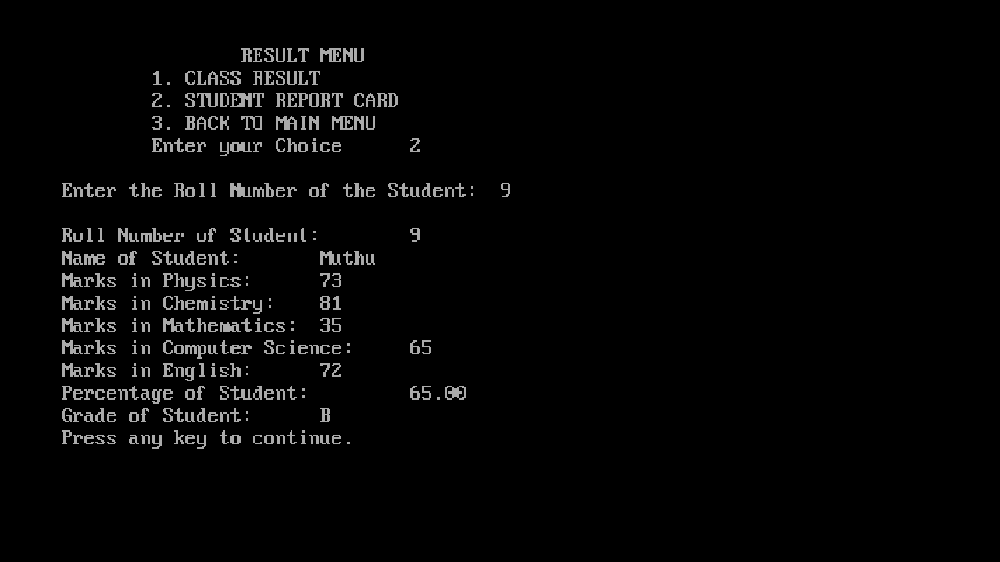 RESULT MENU
1. CLASS RESULT
2. STUDENT REPORT CARD
3. BACK TO MAIN MENU
Enter your Choice 2
Enter the Roll Number of the Student: 9
Roll Number of Student: 9
Name of Student: Muthu
Marks in Physics: 73
Marks in Chemistry: 81
Marks in Mathematics: 35
Marks in Computer Science: 65
Marks in English: 72
Percentage of Student: 65.00
Grade of Student: B
Press any key to continue.